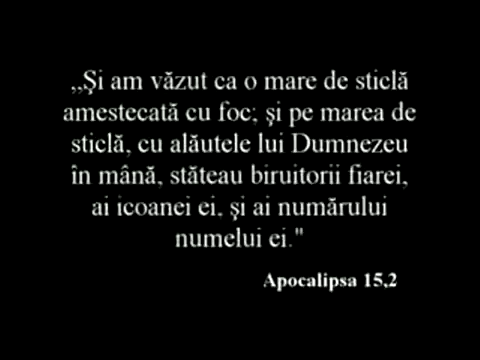 „Şi am văzut ca o mare de sticlă
amestecată cu foc; şi pe marea de
sticlă, cu alăutele lui Dumnezeu
în mână, stăteau biruitorii fiarei,
ai icoanei ei, şi ai numărului
numelui ei."
Apocalipsa 15,2